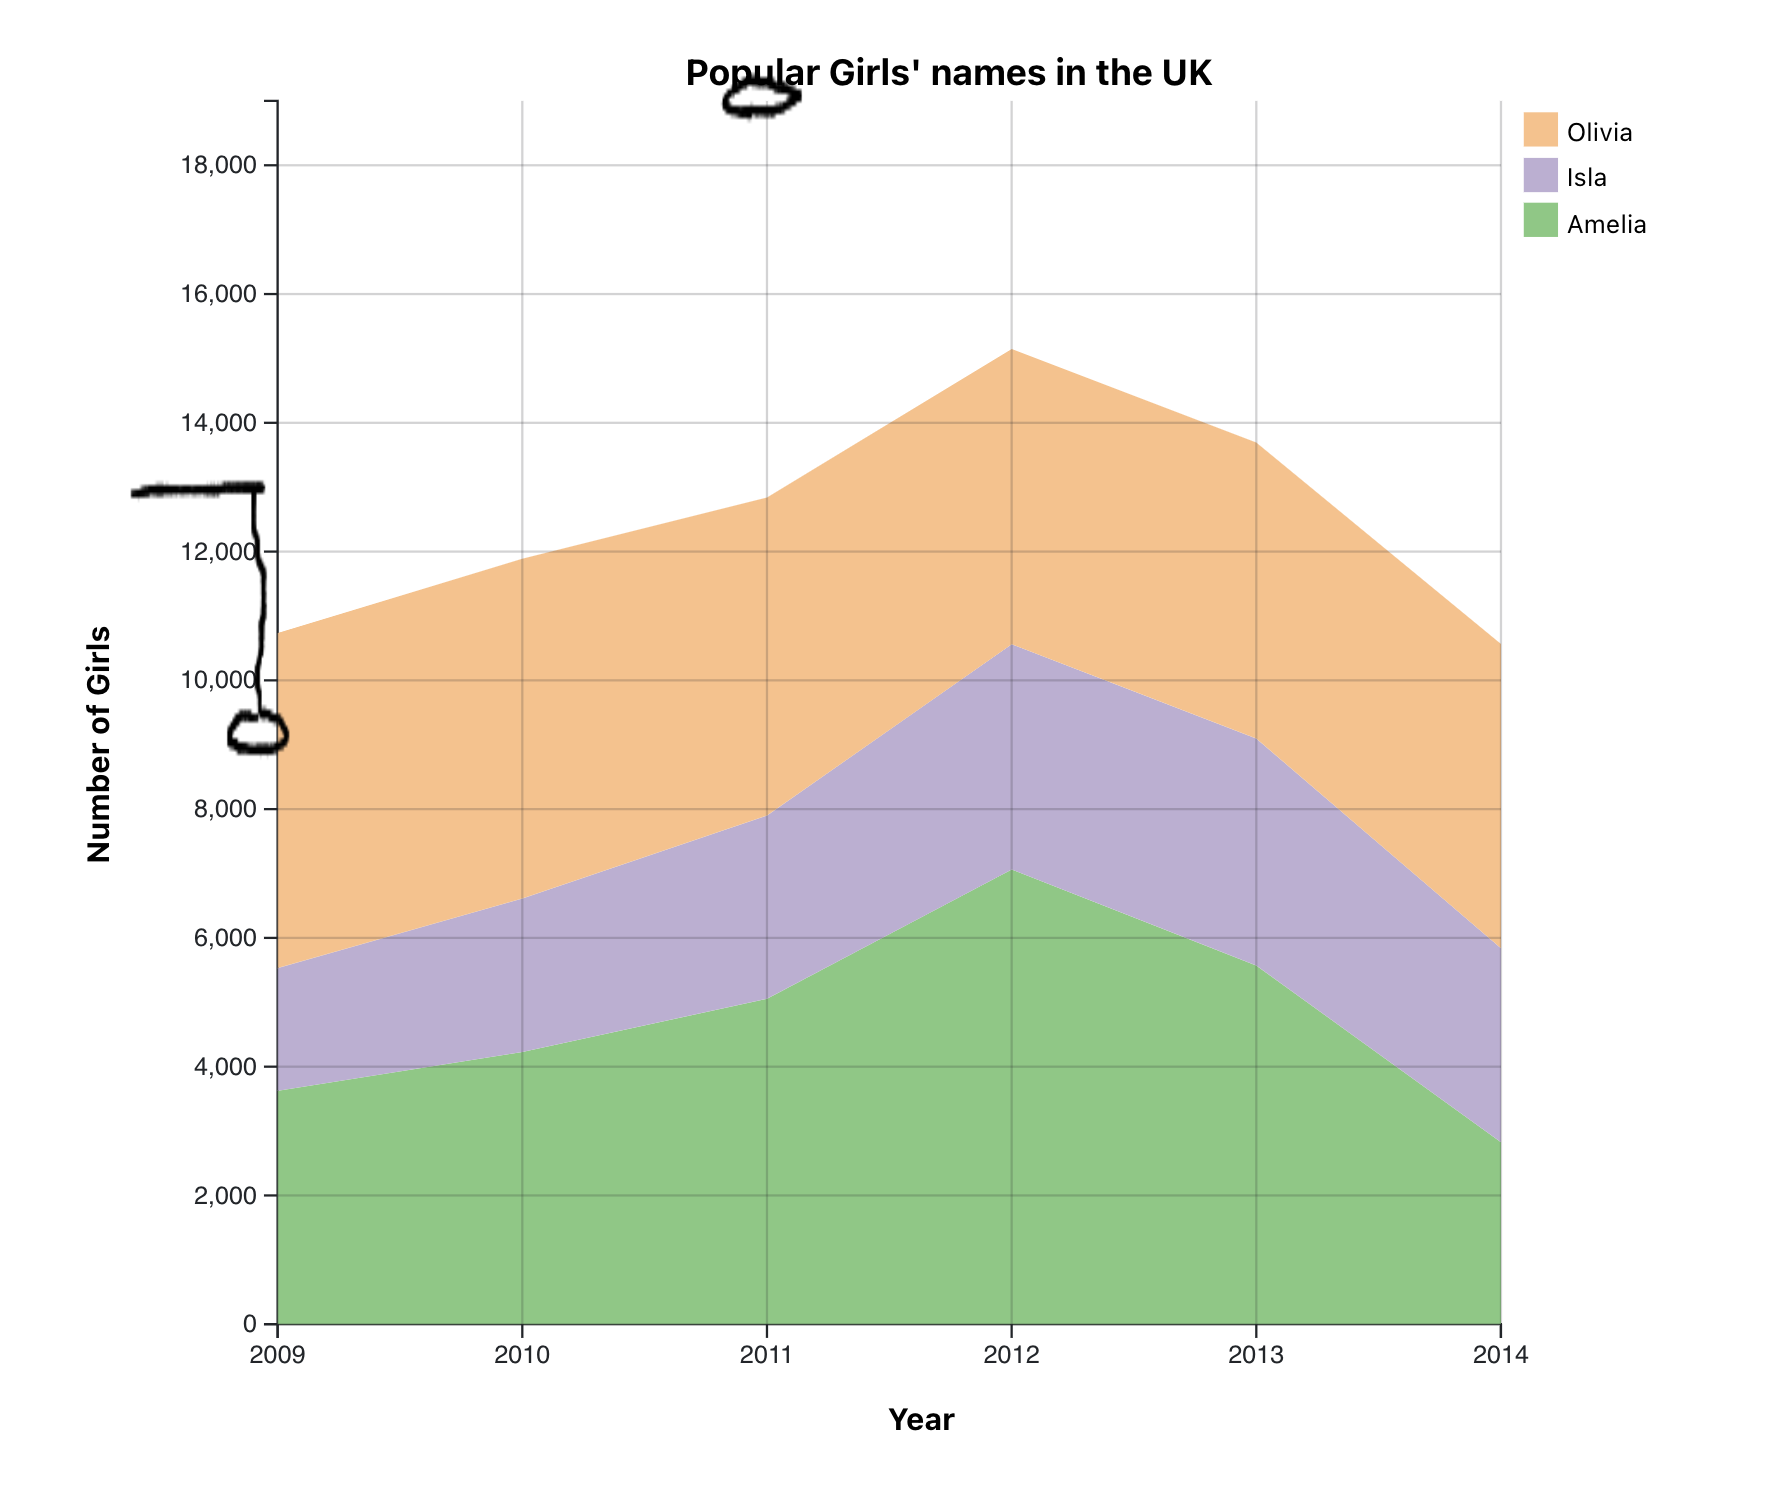 Popular Girls' names in the UK
Olivia
Isla
Amelia
18,000
16,000
14,000
12,000
10,000
8,000
6,000
4,000
2,000
0
Number of Girls
2009 2010 2011 2012 2013 2014
Year